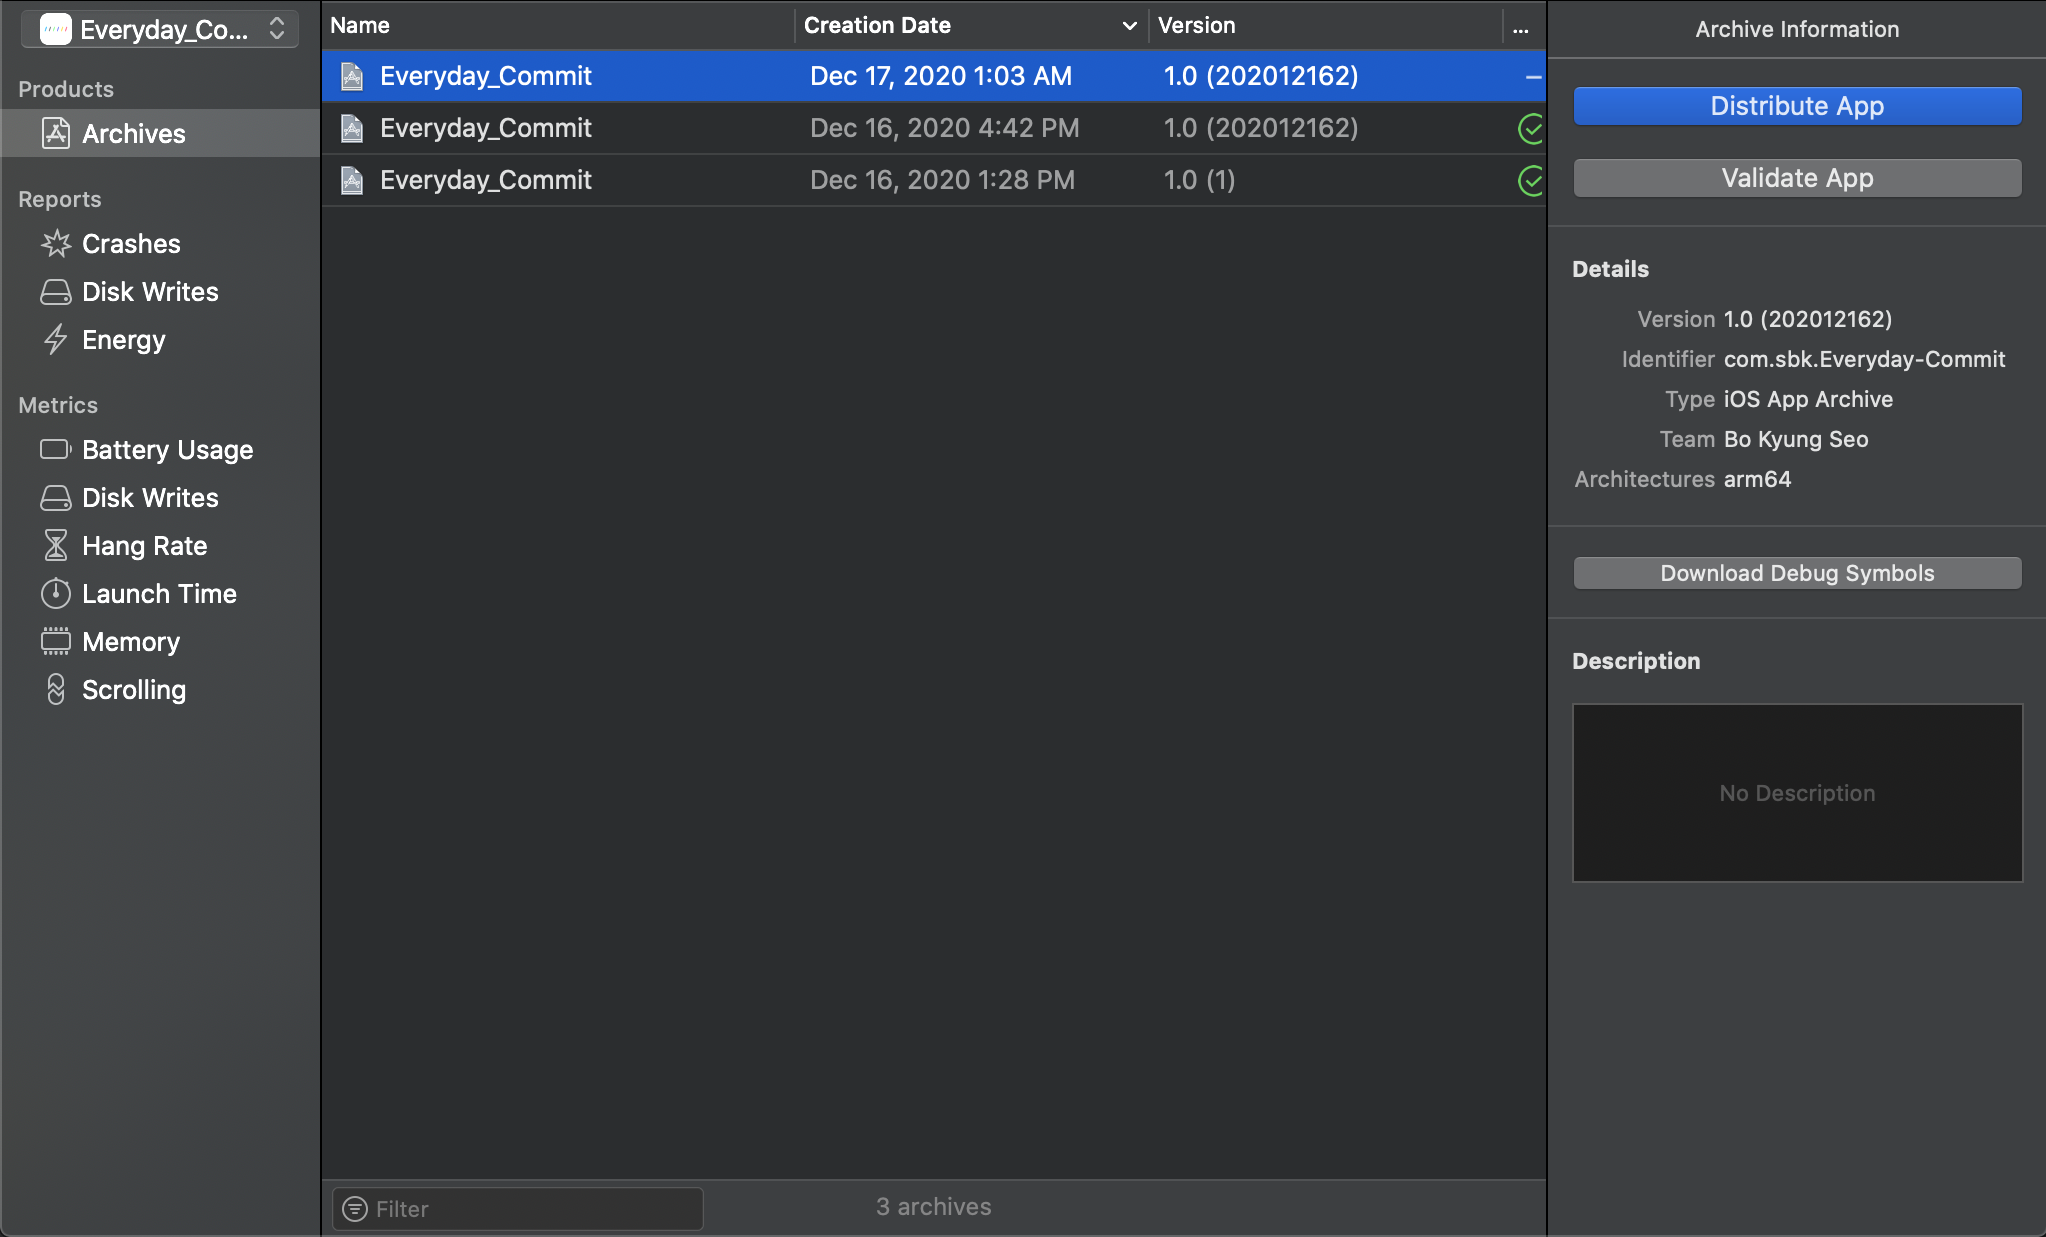 Everyday_Co...
Products
Archives
Reports
Crashes
Disk Writes
Energy
Metrics
Battery Usage
Disk Writes
Hang Rate
Launch Time
Memory
Scrolling
Name Creation Date Version ...
Everyday_Commit Dec 17, 2020 1:03 AM 1.0 (202012162) –
Everyday_Commit Dec 16, 2020 4:42 PM 1.0 (202012162)
Everyday_Commit Dec 16, 2020 1:28 PM 1.0 (1)
Filter
3 archives
Archive Information
Distribute App
Validate App
Details
Version 1.0 (202012162)
Identifier com.sbk.Everyday-Commit
Type iOS App Archive
Team Bo Kyung Seo
Architectures arm64
Download Debug Symbols
Description
No Description